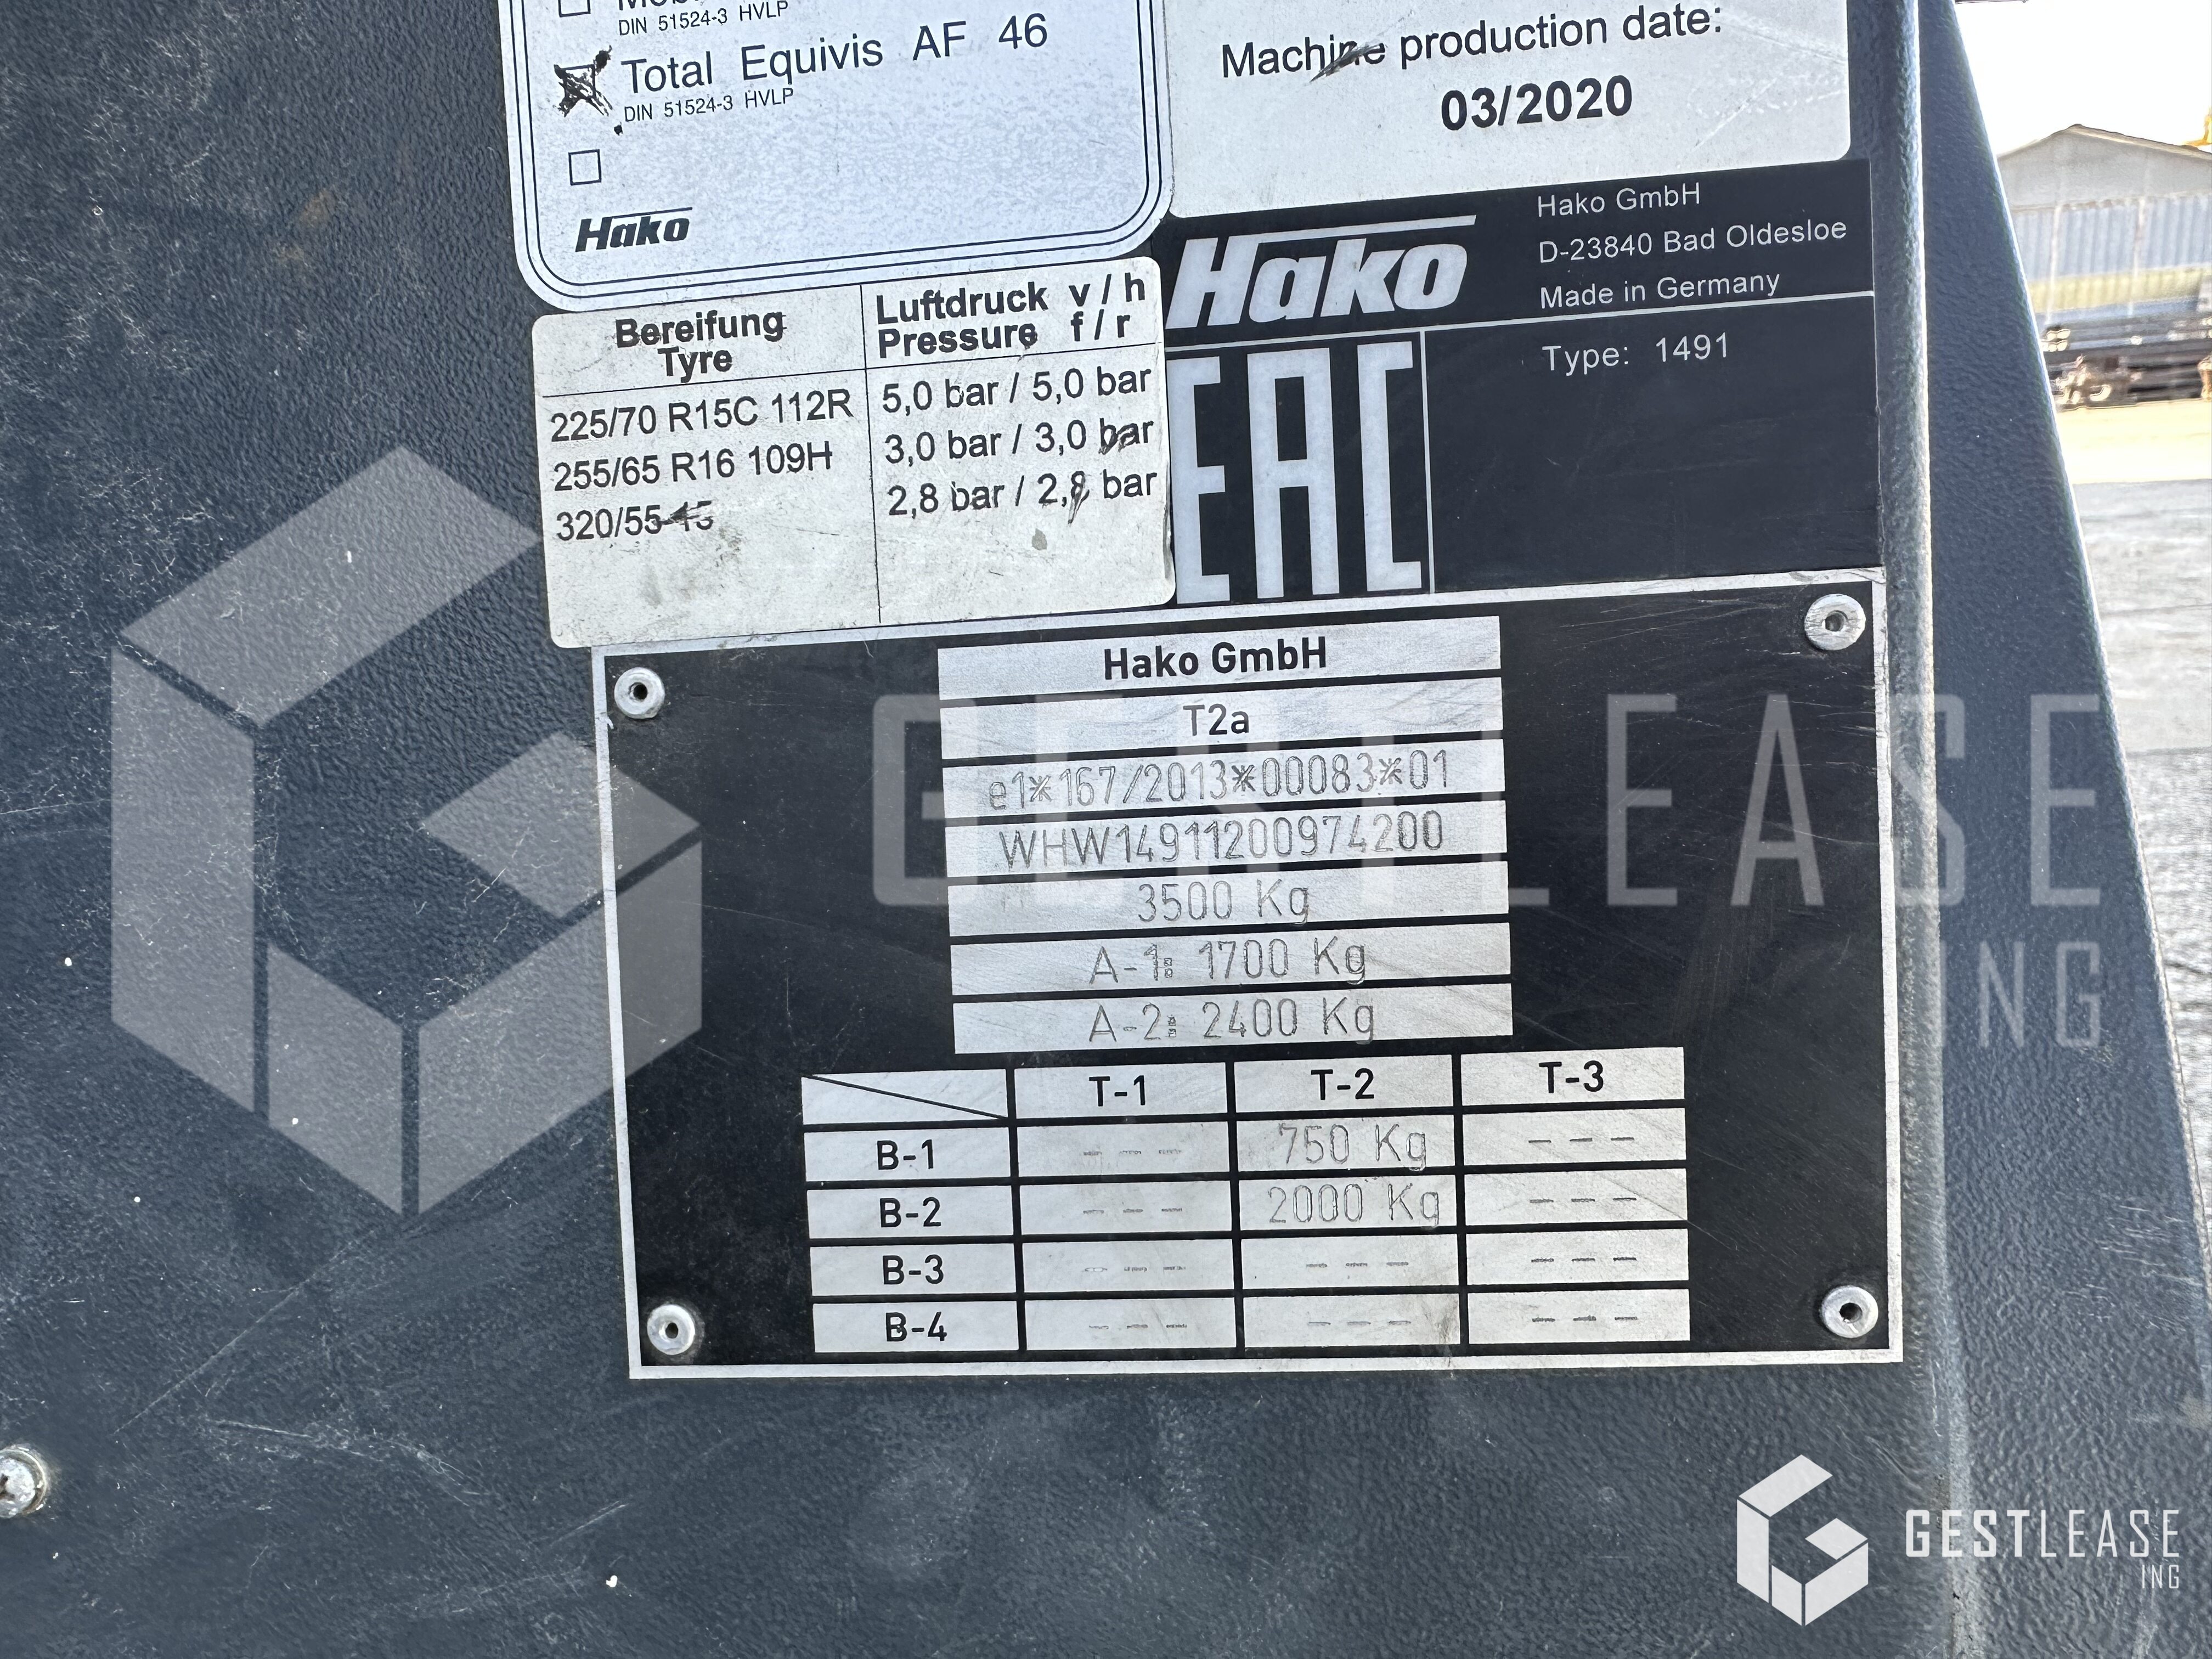 DIN 51524-3 HVLP
Total Equivis AF 46
DIN 51524-3 HVLP
Hako
Machine production date:
03/2020
Hako
Hako GmbH
D-23840 Bad Oldesloe
Made in Germany
EAC
Type: 1491
Bereifung
Tyre
Luftdruck v / h
Pressure f / r
225/70 R15C 112R 5,0 bar / 5,0 bar
255/65 R16 109H 3,0 bar / 3,0 bar
320/55-15 2,8 bar / 2,8 bar
Hako GmbH
T2a
e1*167/2013*00083*01
WHW14911200974200
3500 Kg
A-1: 1700 Kg
A-2: 2400 Kg
T-1 T-2 T-3
B-1 --- 750 Kg ---
B-2 --- 2000 Kg ---
B-3 --- --- ---
B-4 --- --- ---
GESTLEASE
ING
GESTLEASE
ING